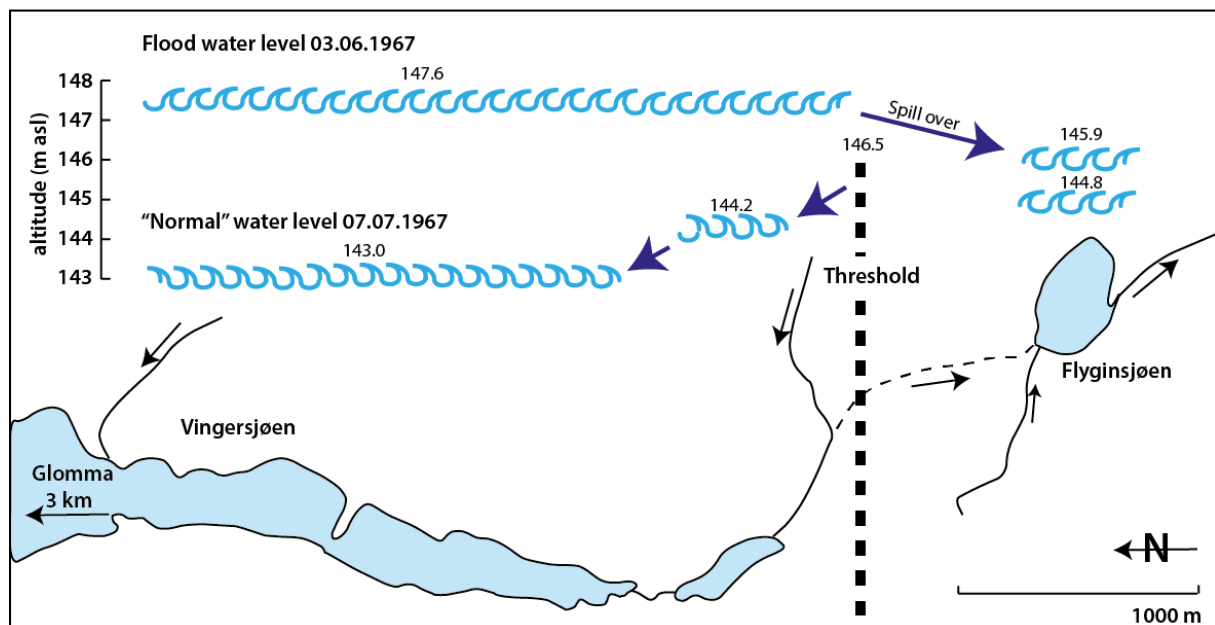 Flood water level 03.06.1967
147.6
148
147
146
145
144
143
altitude (m asl)
Spill over
146.5
145.9
144.8
144.2
“Normal” water level 07.07.1967
143.0
Threshold
Flyginsjøen
Vingersjøen
Glomma
3 km
N
1000 m